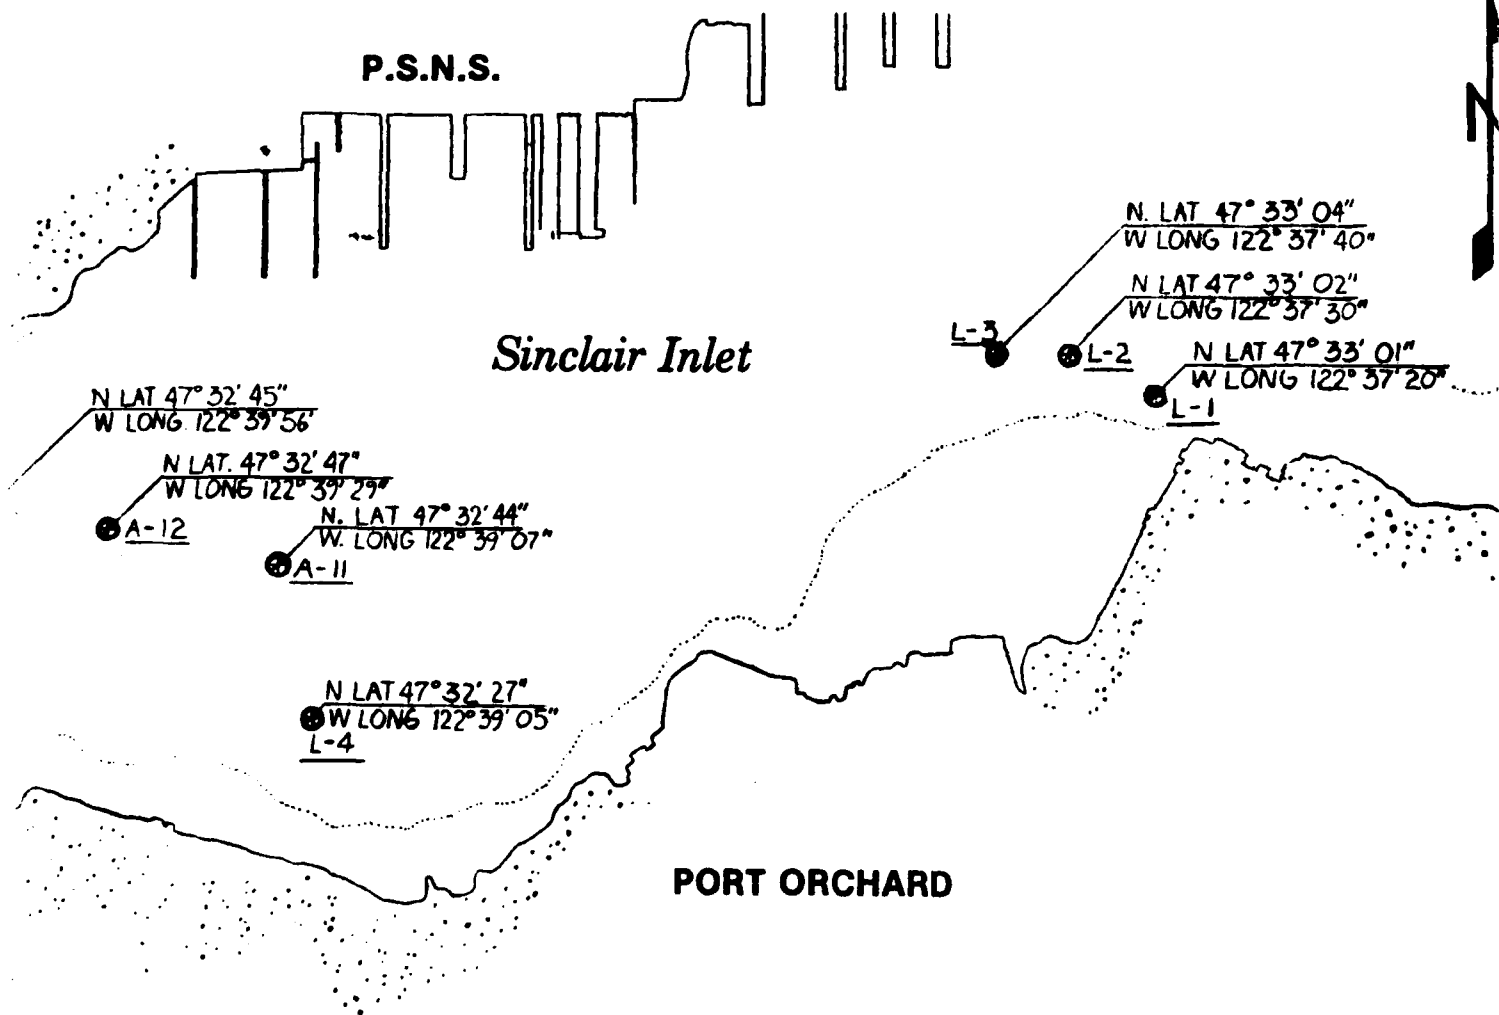 P.S.N.S.
N
N. LAT 47° 33' 04"
W LONG 122° 37' 40"
N LAT 47° 33' 02"
W LONG 122° 37' 30"
L-3
L-2
Sinclair Inlet
N LAT 47° 33' 01"
W LONG 122° 37' 20"
L-1
N LAT 47° 32' 45"
W LONG. 122° 39' 56'
N LAT. 47° 32' 47"
W LONG 122° 39' 29"
A-12
N. LAT 47° 32' 44"
W. LONG 122° 39' 07"
A-11
N LAT 47° 32' 27"
W LONG 122° 39' 05"
L-4
PORT ORCHARD